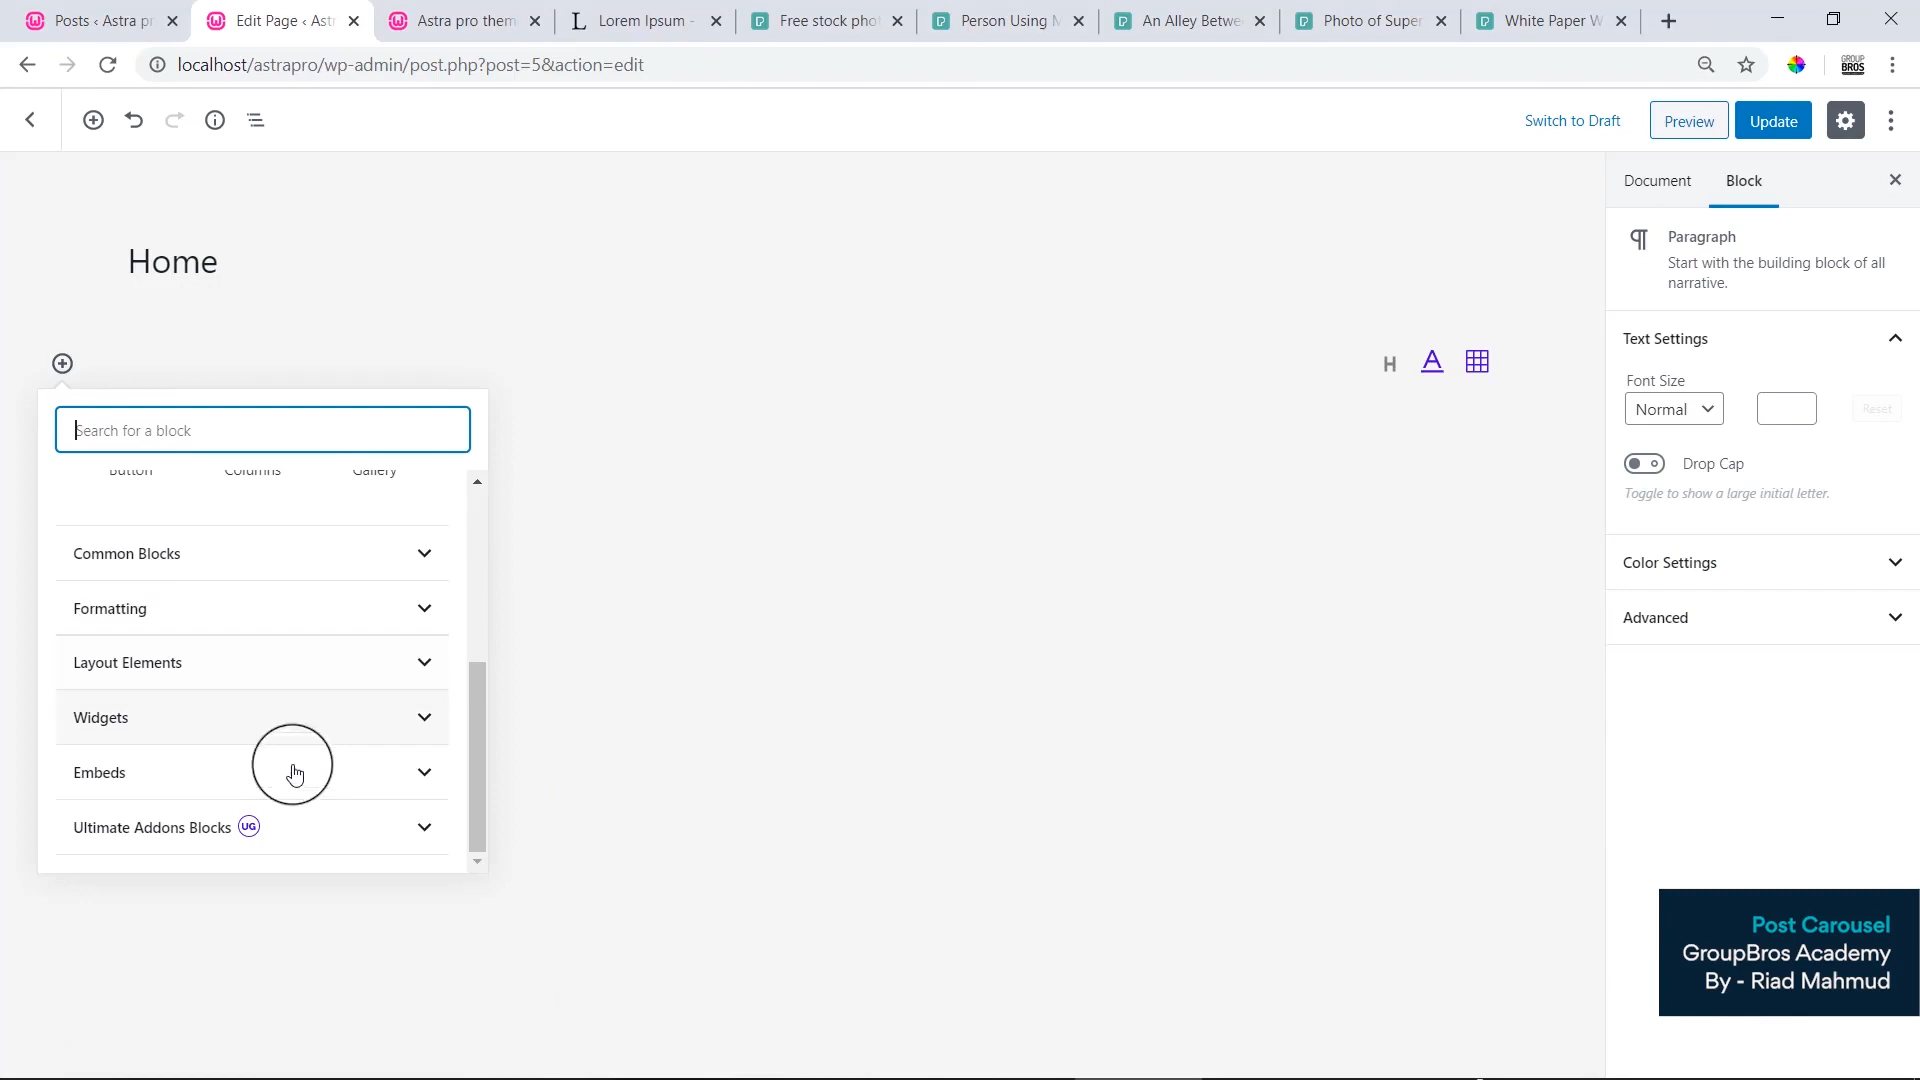 Posts ‹ Astra pr
Edit Page ‹ Ast
Astra pro them
Lorem Ipsum -
Free stock phot
Person Using M
An Alley Betwe
Photo of Super
White Paper W
localhost/astrapro/wp-admin/post.php?post=5&action=edit
GROUP
BROS
Switch to Draft
Preview
Update
Document
Block
Home
Paragraph
Start with the building block of all
narrative.
Text Settings
Font Size
Normal
Reset
Drop Cap
Toggle to show a large initial letter.
Color Settings
Advanced
H
A
Search for a block
Button
Columns
Gallery
Common Blocks
Formatting
Layout Elements
Widgets
Embeds
Ultimate Addons Blocks UG
Post Carousel
GroupBros Academy
By - Riad Mahmud